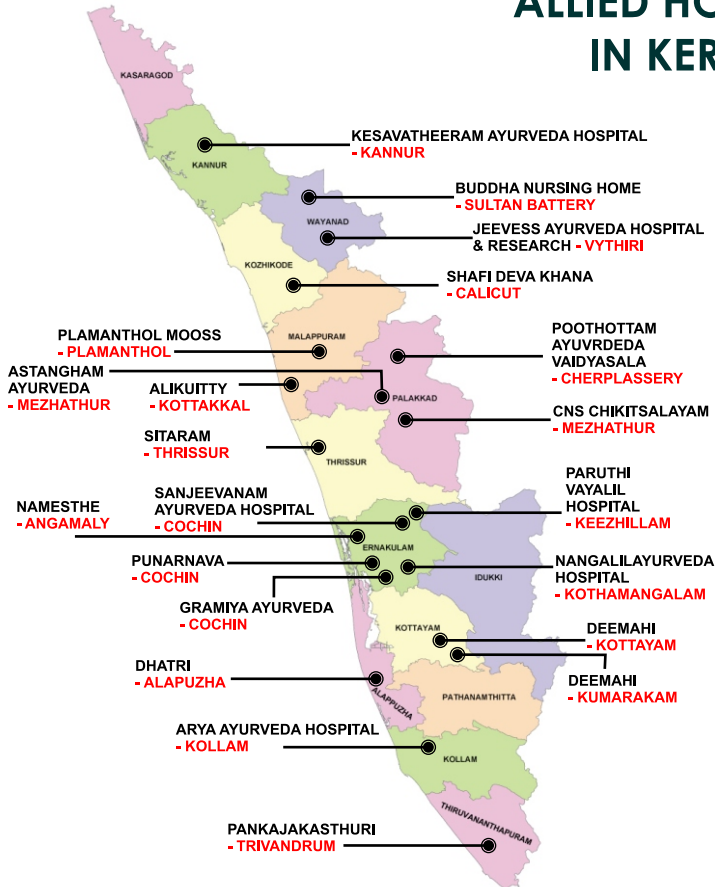 ALLIED HO
IN KER
KASARAGOD
KESAVATHEERAM AYURVEDA HOSPITAL
- KANNUR
KANNUR
BUDDHA NURSING HOME
- SULTAN BATTERY
WAYANAD
JEEVESS AYURVEDA HOSPITAL
& RESEARCH - VYTHIRI
KOZHIKODE
SHAFI DEVA KHANA
- CALICUT
PLAMANTHOL MOOSS
- PLAMANTHOL
MALAPPURAM
POOTHOTTAM
AYUVRDEDA
VAIDYASALA
- CHERPLASSERY
ASTANGHAM
AYURVEDA
- MEZHATHUR
ALIKUITTY
- KOTTAKKAL
PALAKKAD
CNS CHIKITSALAYAM
- MEZHATHUR
SITARAM
- THRISSUR
THRISSUR
PARUTHI
VAYALIL
HOSPITAL
- KEEZHILLAM
SANJEEVANAM
AYURVEDA HOSPITAL
- COCHIN
NAMESTHE
- ANGAMALY
ERNAKULAM
PUNARNAVA
- COCHIN
IDUKKI
NANGALILAYURVEDA
HOSPITAL
- KOTHAMANGALAM
GRAMIYA AYURVEDA
- COCHIN
KOTTAYAM
DEEMAHI
- KOTTAYAM
DHATRI
- ALAPUZHA
DEEMAHI
- KUMARAKAM
ALAPPUZHA
PATHANAMTHITTA
ARYA AYURVEDA HOSPITAL
- KOLLAM
KOLLAM
THIRUVANANTHAPURAM
PANKAJAKASTHURI
- TRIVANDRUM